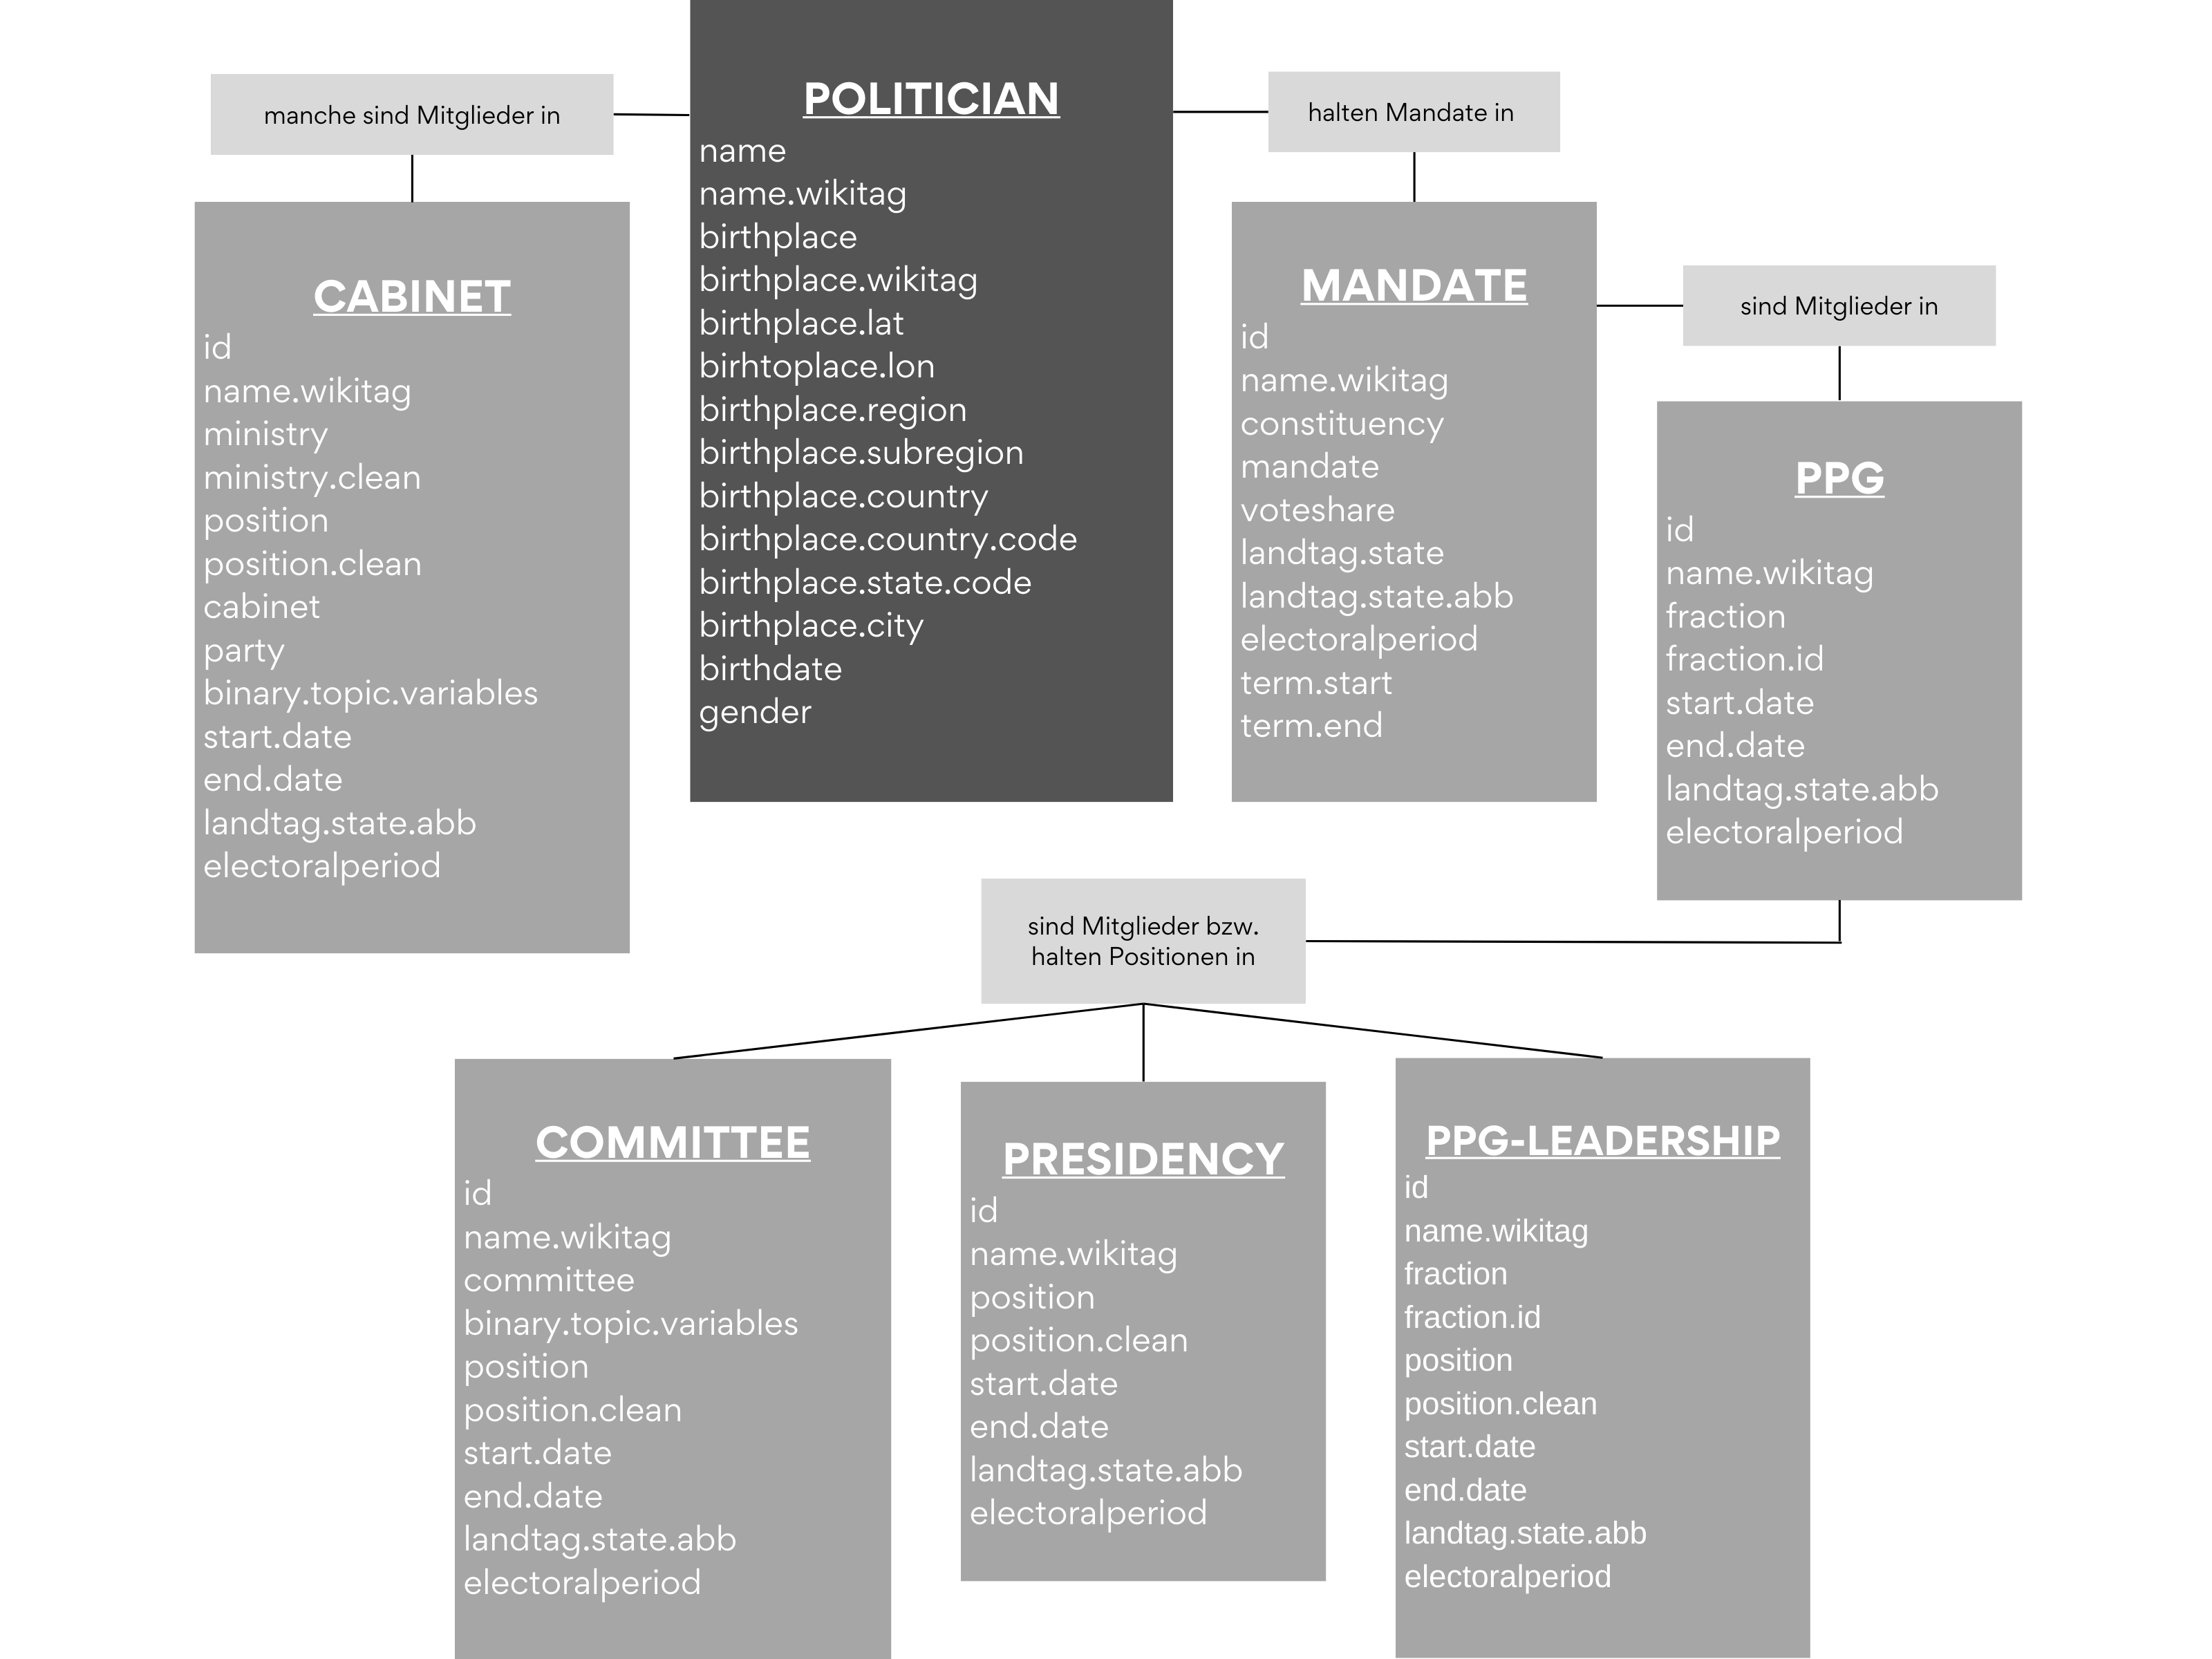 manche sind Mitglieder in
POLITICIAN
name
name.wikitag
birthplace
birthplace.wikitag
birthplace.lat
birhtoplace.lon
birthplace.region
birthplace.subregion
birthplace.country
birthplace.country.code
birthplace.state.code
birthplace.city
birthdate
gender
halten Mandate in
CABINET
id
name.wikitag
ministry
ministry.clean
position
position.clean
cabinet
party
binary.topic.variables
start.date
end.date
landtag.state.abb
electoralperiod
MANDATE
id
name.wikitag
constituency
mandate
voteshare
landtag.state
landtag.state.abb
electoralperiod
term.start
term.end
sind Mitglieder in
PPG
id
name.wikitag
fraction
fraction.id
start.date
end.date
landtag.state.abb
electoralperiod
sind Mitglieder bzw.
halten Positionen in
COMMITTEE
id
name.wikitag
committee
binary.topic.variables
position
position.clean
start.date
end.date
landtag.state.abb
electoralperiod
PRESIDENCY
id
name.wikitag
position
position.clean
start.date
end.date
landtag.state.abb
electoralperiod
PPG-LEADERSHIP
id
name.wikitag
fraction
fraction.id
position
position.clean
start.date
end.date
landtag.state.abb
electoralperiod